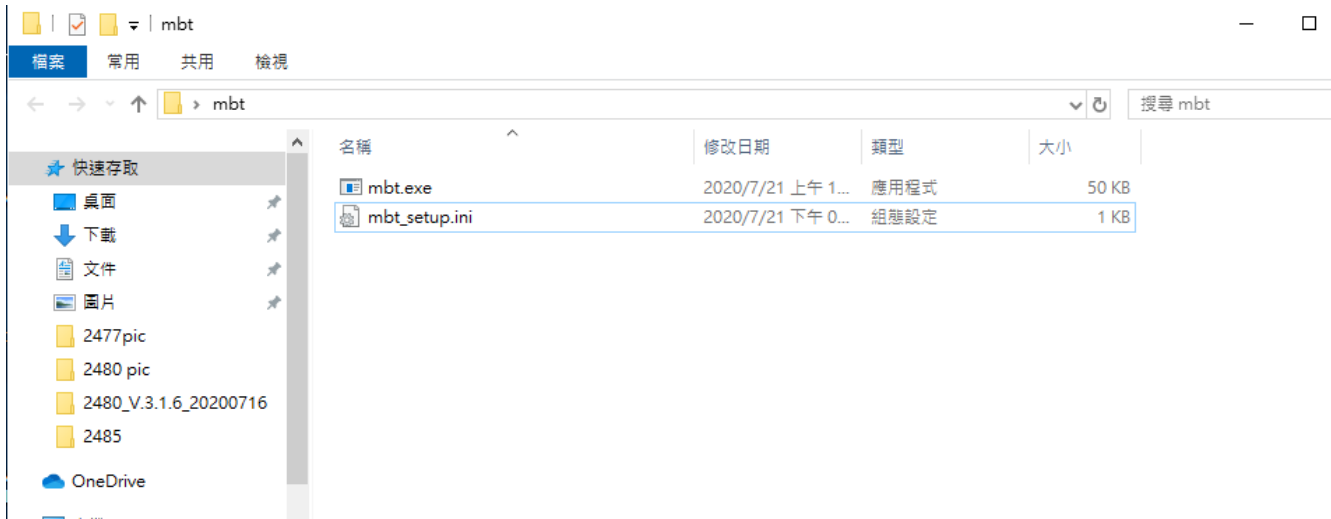 mbt
檔案 常用 共用 檢視
mbt
搜尋 mbt
名稱 修改日期 類型 大小
快速存取
桌面
下載
文件
圖片
2477pic
2480 pic
2480_V.3.1.6_20200716
2485
OneDrive
mbt.exe 2020/7/21 上午 1... 應用程式 50 KB
mbt_setup.ini 2020/7/21 下午 0... 組態設定 1 KB